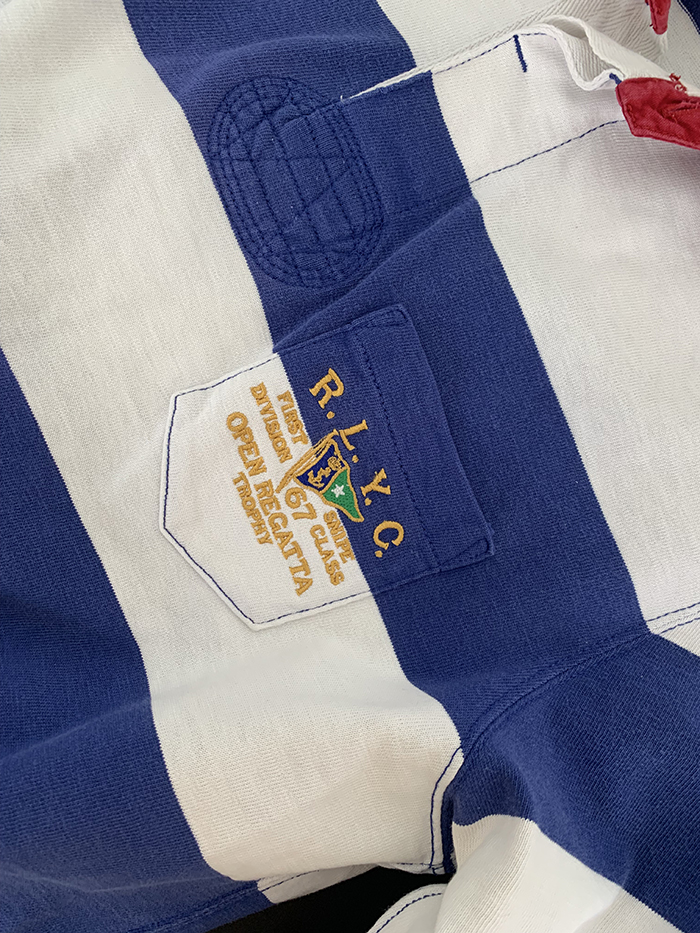 R.L.Y.C.
FIRST SNIPE
DIVISION '67 CLASS
OPEN REGATTA
TROPHY